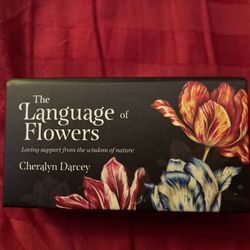 The
Language of
Flowers
Loving support from the wisdom of nature
Cheralyn Darcey